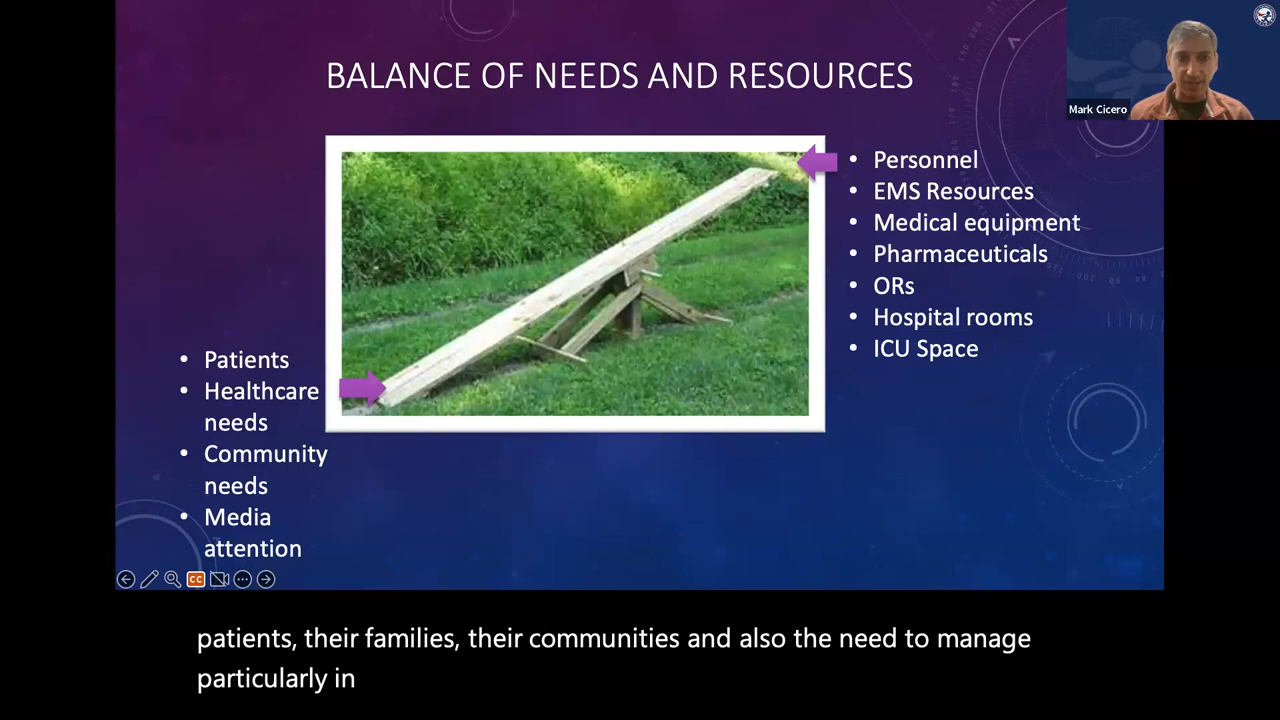 BALANCE OF NEEDS AND RESOURCES
Mark Cicero
• Personnel
• EMS Resources
• Medical equipment
• Pharmaceuticals
• ORs
• Hospital rooms
• ICU Space
• Patients
• Healthcare
needs
• Community
needs
• Media
attention
CC
patients, their families, their communities and also the need to manage
particularly in